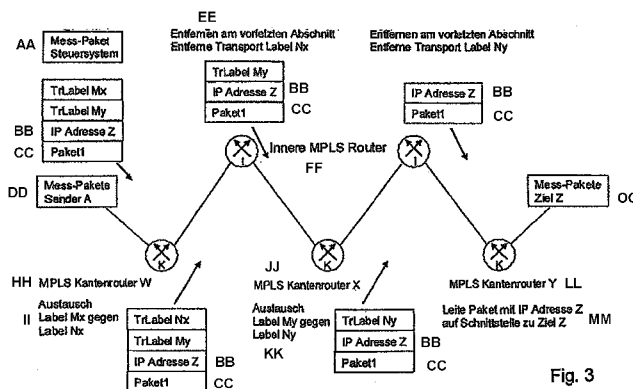 EE
Entfernen am vorletzten Abschnitt
Entferne Transport Label Nx
Entfernen am vorletzten Abschnitt
Entferne Transport Label Ny
AA
Mess-Paket
Steuersystem
TrLabel Mx
TrLabel My
BB
IP Adresse Z
CC
Paket1
TrLabel My
IP Adresse Z
BB
Paket1
CC
IP Adresse Z
BB
Paket1
CC
I
Innere MPLS Router
I
FF
DD
Mess-Pakete
Sender A
Mess-Pakete
Ziel Z
OO
K
K
K
HH
MPLS Kantenrouter W
JJ
MPLS Kantenrouter X
MPLS Kantenrouter Y
LL
II
Austausch
Label Mx gegen
Label Nx
TrLabel Nx
TrLabel My
IP Adresse Z
BB
Paket1
CC
Austausch
Label My gegen
Label Ny
KK
TrLabel Ny
IP Adresse Z
BB
Paket1
CC
Leite Paket mit IP Adresse Z
auf Schnittstelle zu Ziel Z
MM
Fig. 3